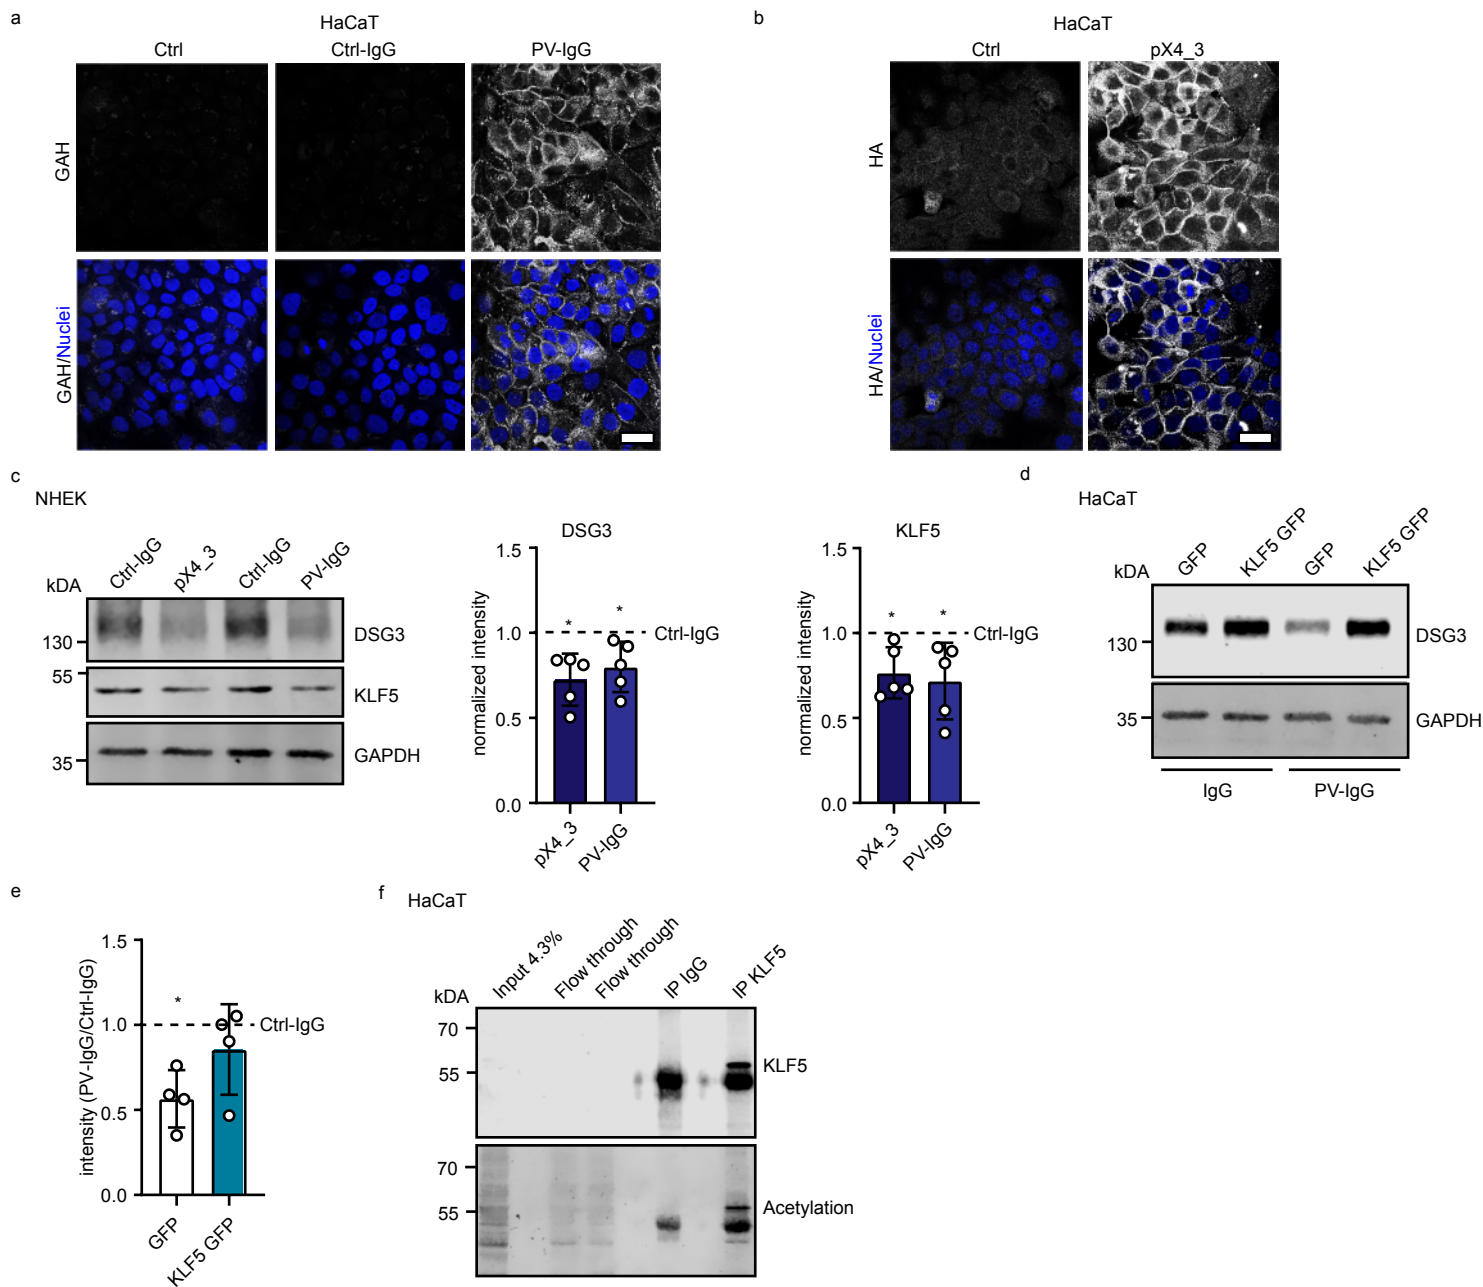 a
HaCaT
Ctrl
Ctrl-IgG
PV-IgG
GAH
GAH/Nuclei
b
HaCaT
Ctrl
pX4_3
HA
HA/Nuclei
c
NHEK
kDA
Ctrl-IgG
pX4_3
Ctrl-IgG
PV-IgG
130
DSG3
55
KLF5
35
GAPDH
DSG3
normalized intensity
1.5
1.0
0.5
0.0
*
*
Ctrl-IgG
pX4_3
PV-IgG
KLF5
normalized intensity
1.5
1.0
0.5
0.0
*
*
Ctrl-IgG
pX4_3
PV-IgG
d
HaCaT
kDA
GFP
KLF5 GFP
GFP
KLF5 GFP
130
DSG3
35
GAPDH
IgG
PV-IgG
e
intensity (PV-IgG/Ctrl-IgG)
1.5
1.0
0.5
0.0
*
Ctrl-IgG
GFP
KLF5 GFP
f
HaCaT
kDA
Input 4.3%
Flow through
Flow through
IP IgG
IP KLF5
70
55
KLF5
70
55
Acetylation